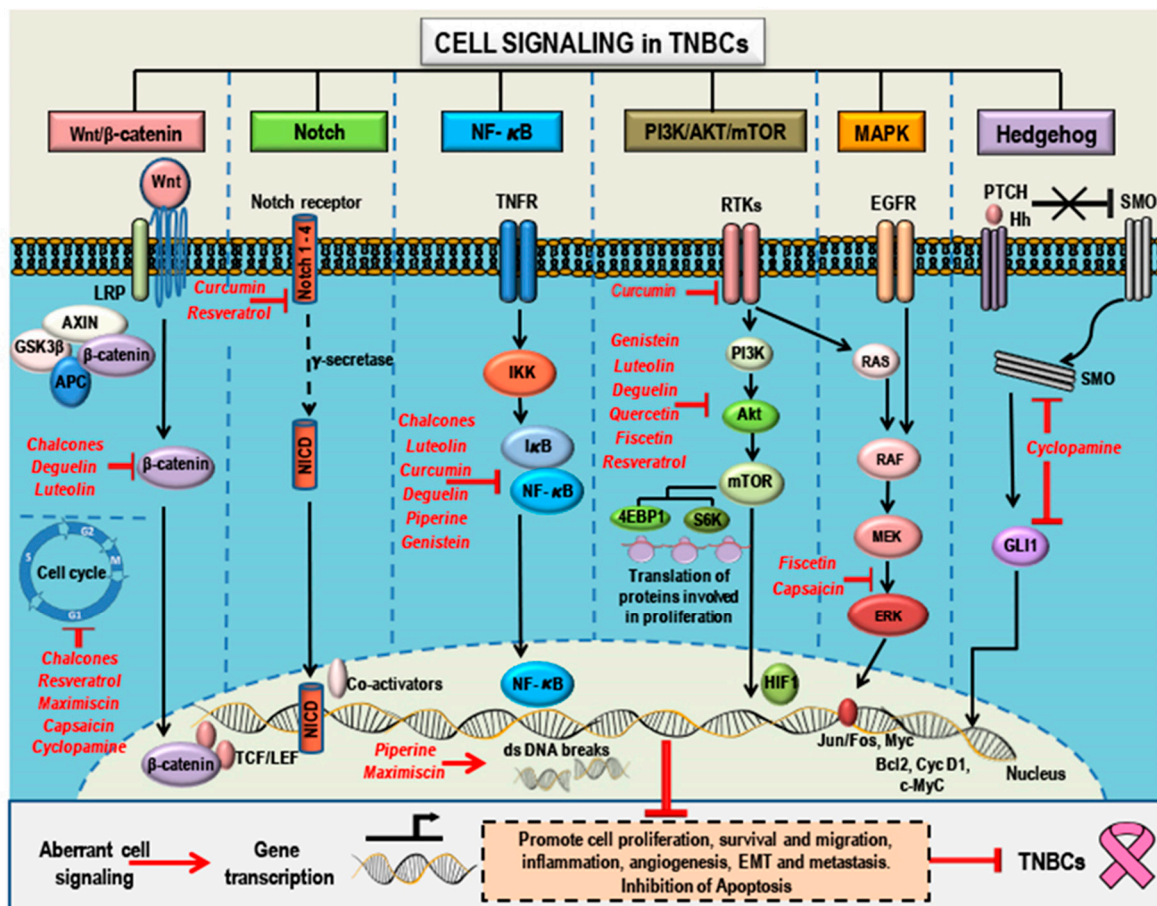 CELL SIGNALING in TNBCs
Wnt/β-catenin
Notch
NF-κB
PI3K/AKT/mTOR
MAPK
Hedgehog
Wnt
LRP
AXIN
GSK3β
β-catenin
APC
Chalcones
Deguelin
Luteolin
β-catenin
S
G2
M
G1
Cell cycle
Chalcones
Resveratrol
Maximiscin
Capsaicin
Cyclopamine
β-catenin
TCF/LEF
Notch receptor
Notch 1 - 4
Curcumin
Resveratrol
γ-secretase
NICD
NICD
Co-activators
TNFR
IKK
IκB
NF-κB
Chalcones
Luteolin
Curcumin
Deguelin
Piperine
Genistein
NF-κB
Piperine
Maximiscin
ds DNA breaks
RTKs
Curcumin
PI3K
Genistein
Luteolin
Deguelin
Quercetin
Fiscetin
Resveratrol
Akt
mTOR
4EBP1
S6K
Translation of
proteins involved
in proliferation
HIF1
EGFR
RAS
RAF
MEK
Fiscetin
Capsaicin
ERK
Jun/Fos, Myc
Bcl2, Cyc D1,
c-MyC
Nucleus
PTCH
Hh
SMO
SMO
Cyclopamine
GLI1
Aberrant cell
signaling
Gene
transcription
Promote cell proliferation, survival and migration,
inflammation, angiogenesis, EMT and metastasis.
Inhibition of Apoptosis
TNBCs